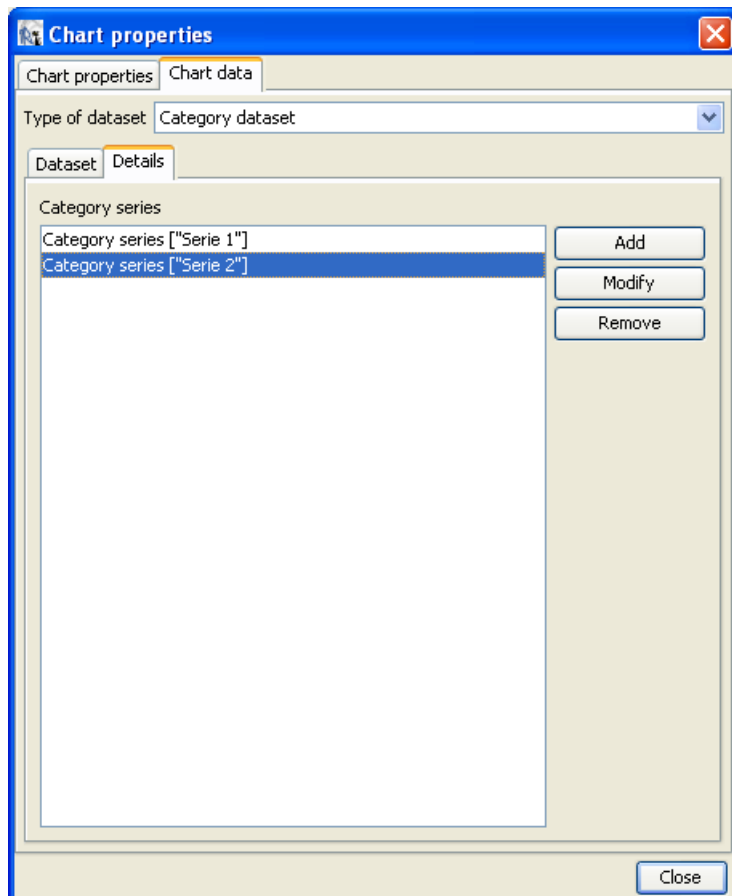 Chart properties
Chart properties Chart data
Type of dataset Category dataset
Dataset Details
Category series
Category series ["Serie 1"]
Category series ["Serie 2"]
Add
Modify
Remove
Close